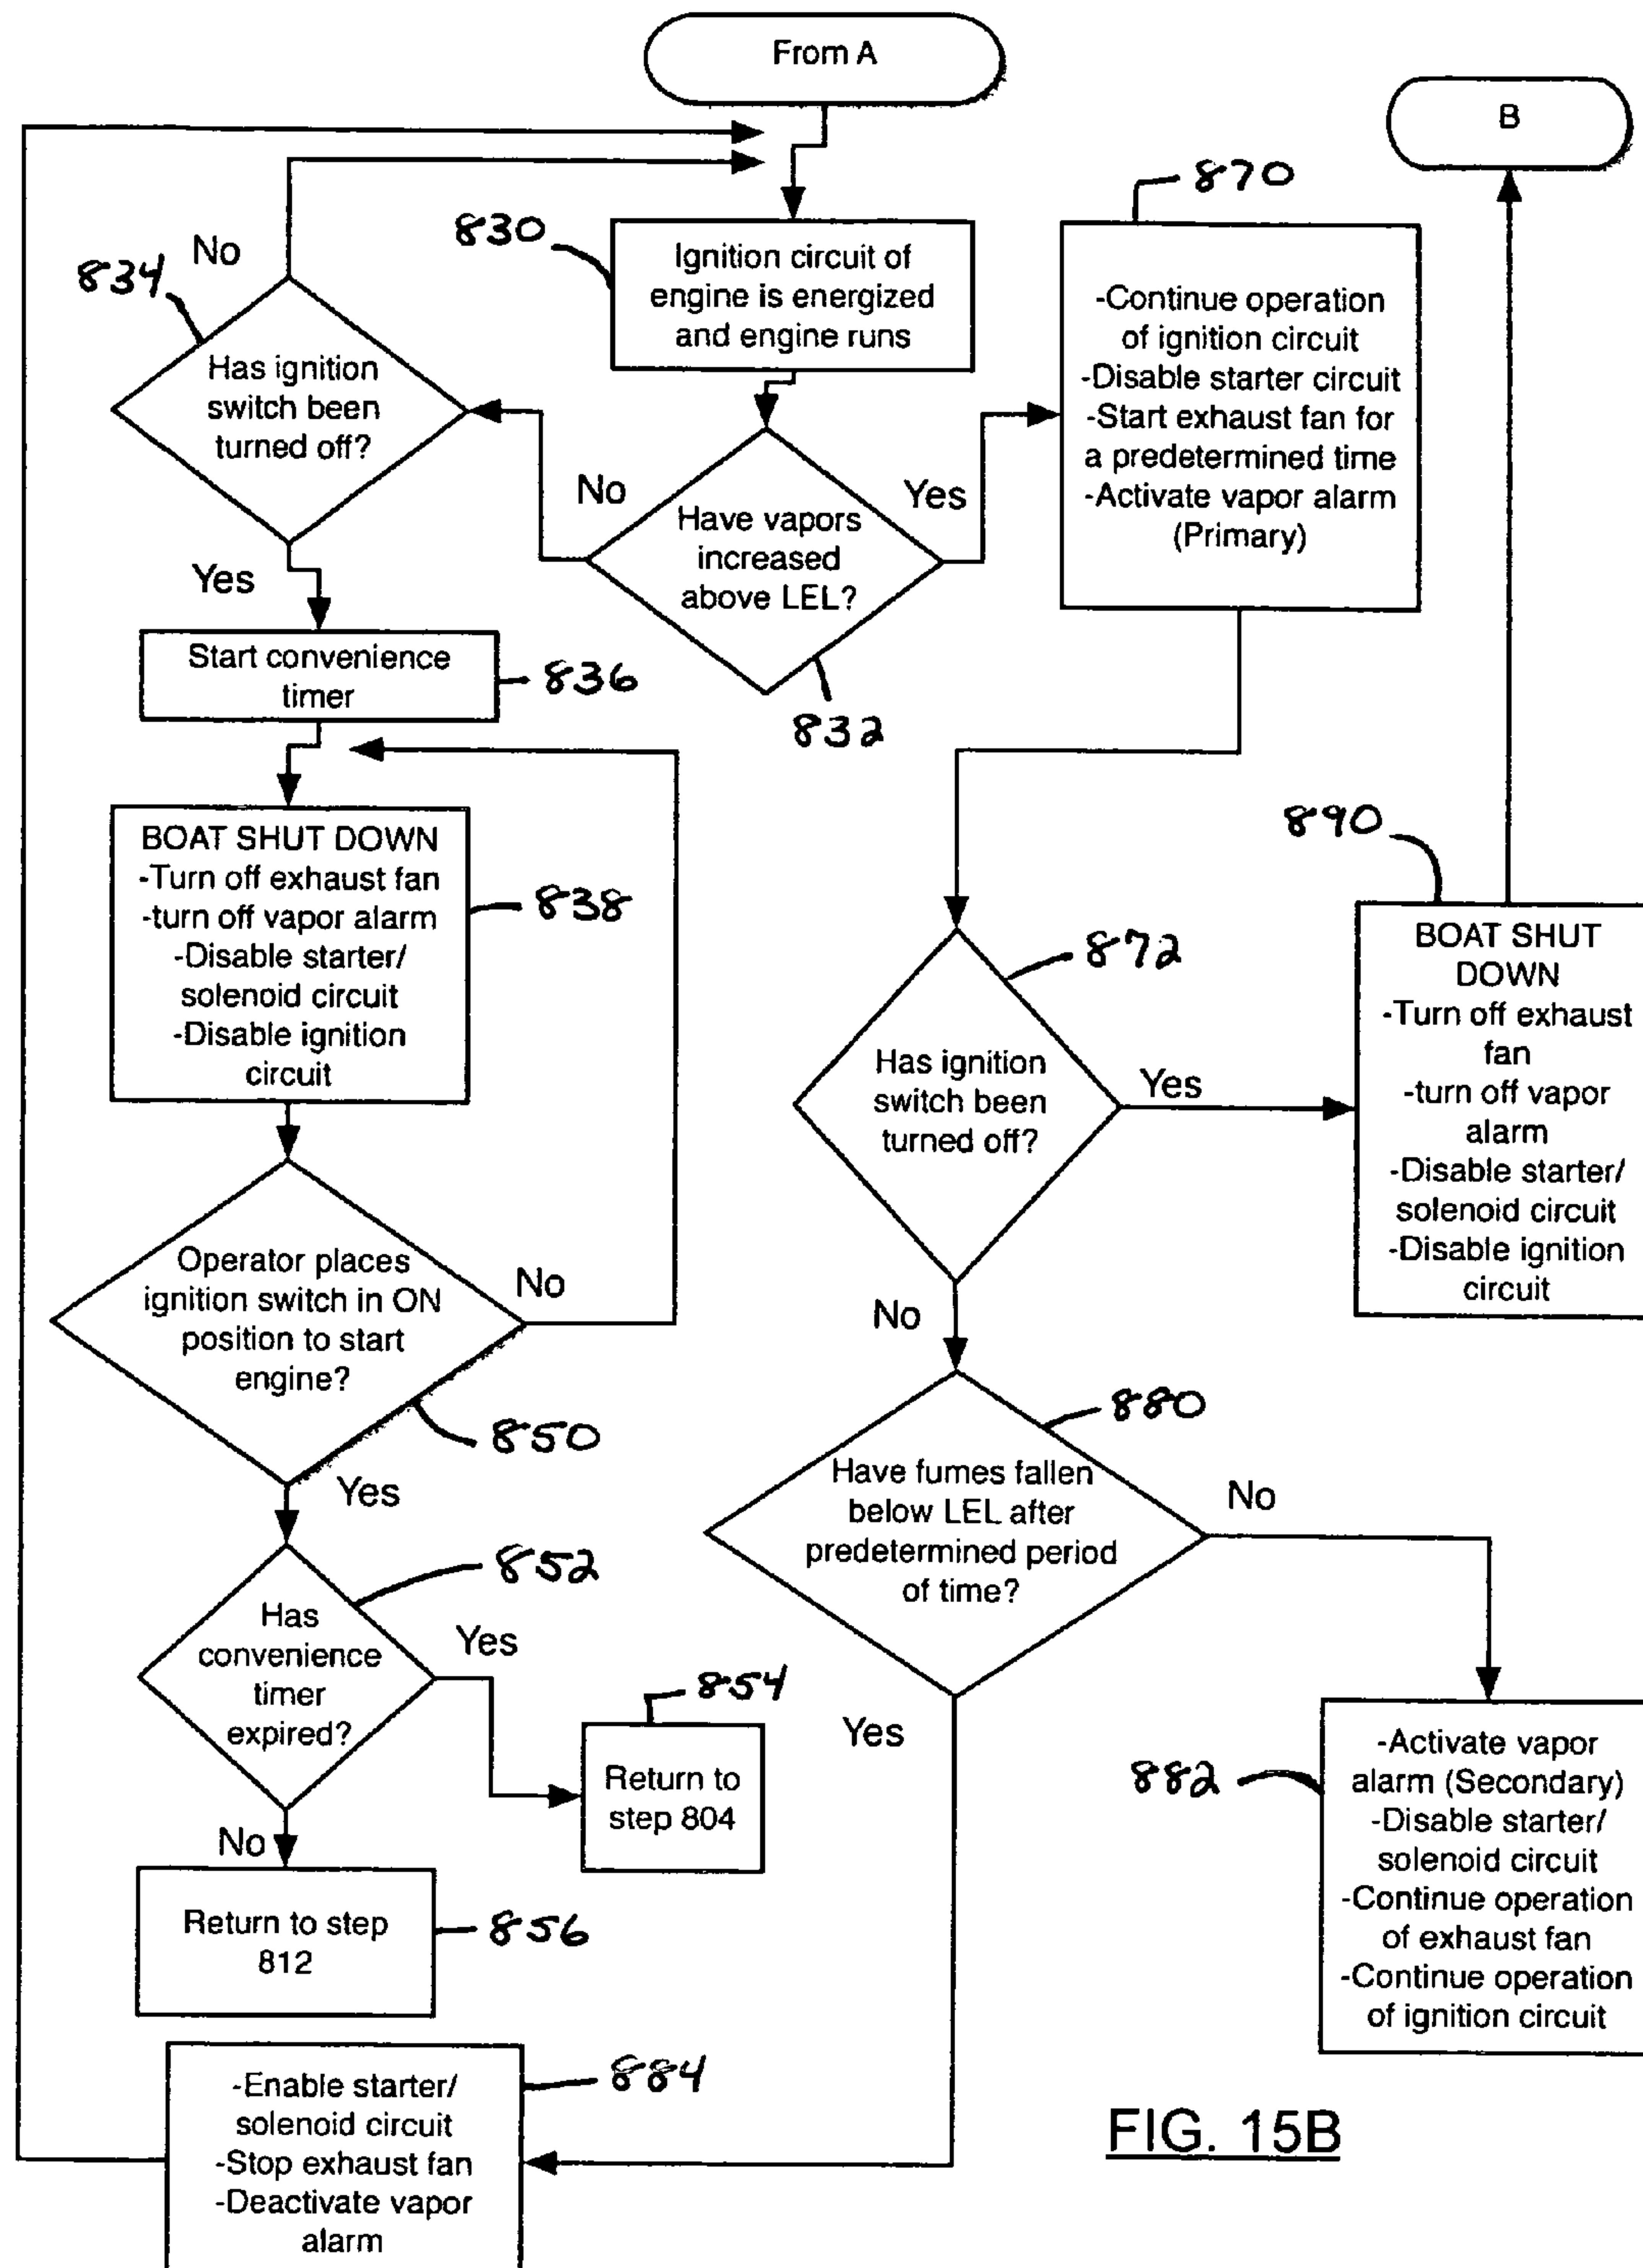 From A
B
870
830
Ignition circuit of
engine is energized
and engine runs
-Continue operation
of ignition circuit
-Disable starter circuit
-Start exhaust fan for
a predetermined time
-Activate vapor alarm
(Primary)
No
834
Has ignition
switch been
turned off?
No
Yes
Have vapors
increased
above LEL?
832
Yes
Start convenience
timer
836
BOAT SHUT DOWN
-Turn off exhaust fan
-turn off vapor alarm
-Disable starter/
solenoid circuit
-Disable ignition
circuit
838
890
BOAT SHUT
DOWN
-Turn off exhaust
fan
-turn off vapor
alarm
-Disable starter/
solenoid circuit
-Disable ignition
circuit
872
Has ignition
switch been
turned off?
Yes
No
Operator places
ignition switch in ON
position to start
engine?
No
850
Yes
880
Have fumes fallen
below LEL after
predetermined period
of time?
No
Yes
852
Has
convenience
timer
expired?
Yes
854
Return to
step 804
No
Return to step
812
856
882
-Activate vapor
alarm (Secondary)
-Disable starter/
solenoid circuit
-Continue operation
of exhaust fan
-Continue operation
of ignition circuit
-Enable starter/
solenoid circuit
-Stop exhaust fan
-Deactivate vapor
alarm
884
FIG. 15B